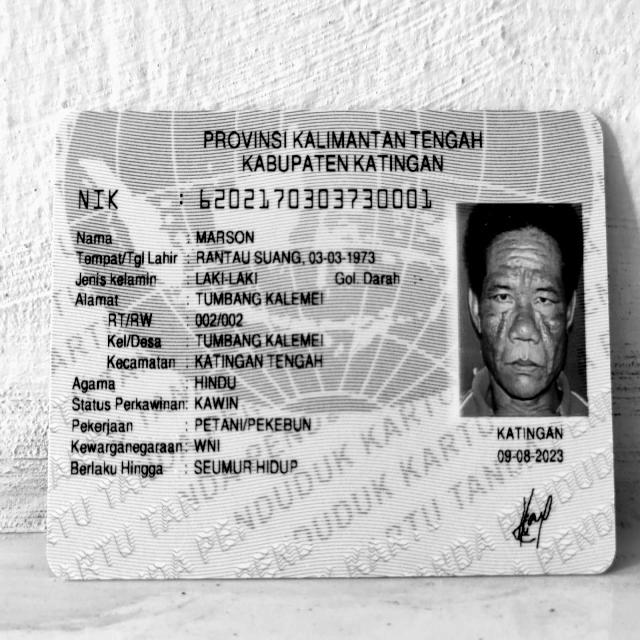 PROVINSI KALIMANTAN TENGAH
KABUPATEN KATINGAN
NIK : 6202170303730001
Nama : MARSON
Tempat/Tgl Lahir : RANTAU SUANG, 03-03-1973
Jenis kelamin : LAKI-LAKI Gol. Darah : -
Alamat : TUMBANG KALEMEI
RT/RW : 002/002
Kel/Desa : TUMBANG KALEMEI
Kecamatan : KATINGAN TENGAH
Agama : HINDU
Status Perkawinan: KAWIN
Pekerjaan : PETANI/PEKEBUN
Kewarganegaraan: WNI
Berlaku Hingga : SEUMUR HIDUP
KATINGAN
09-08-2023
KARTU TANDA PENDUDUK